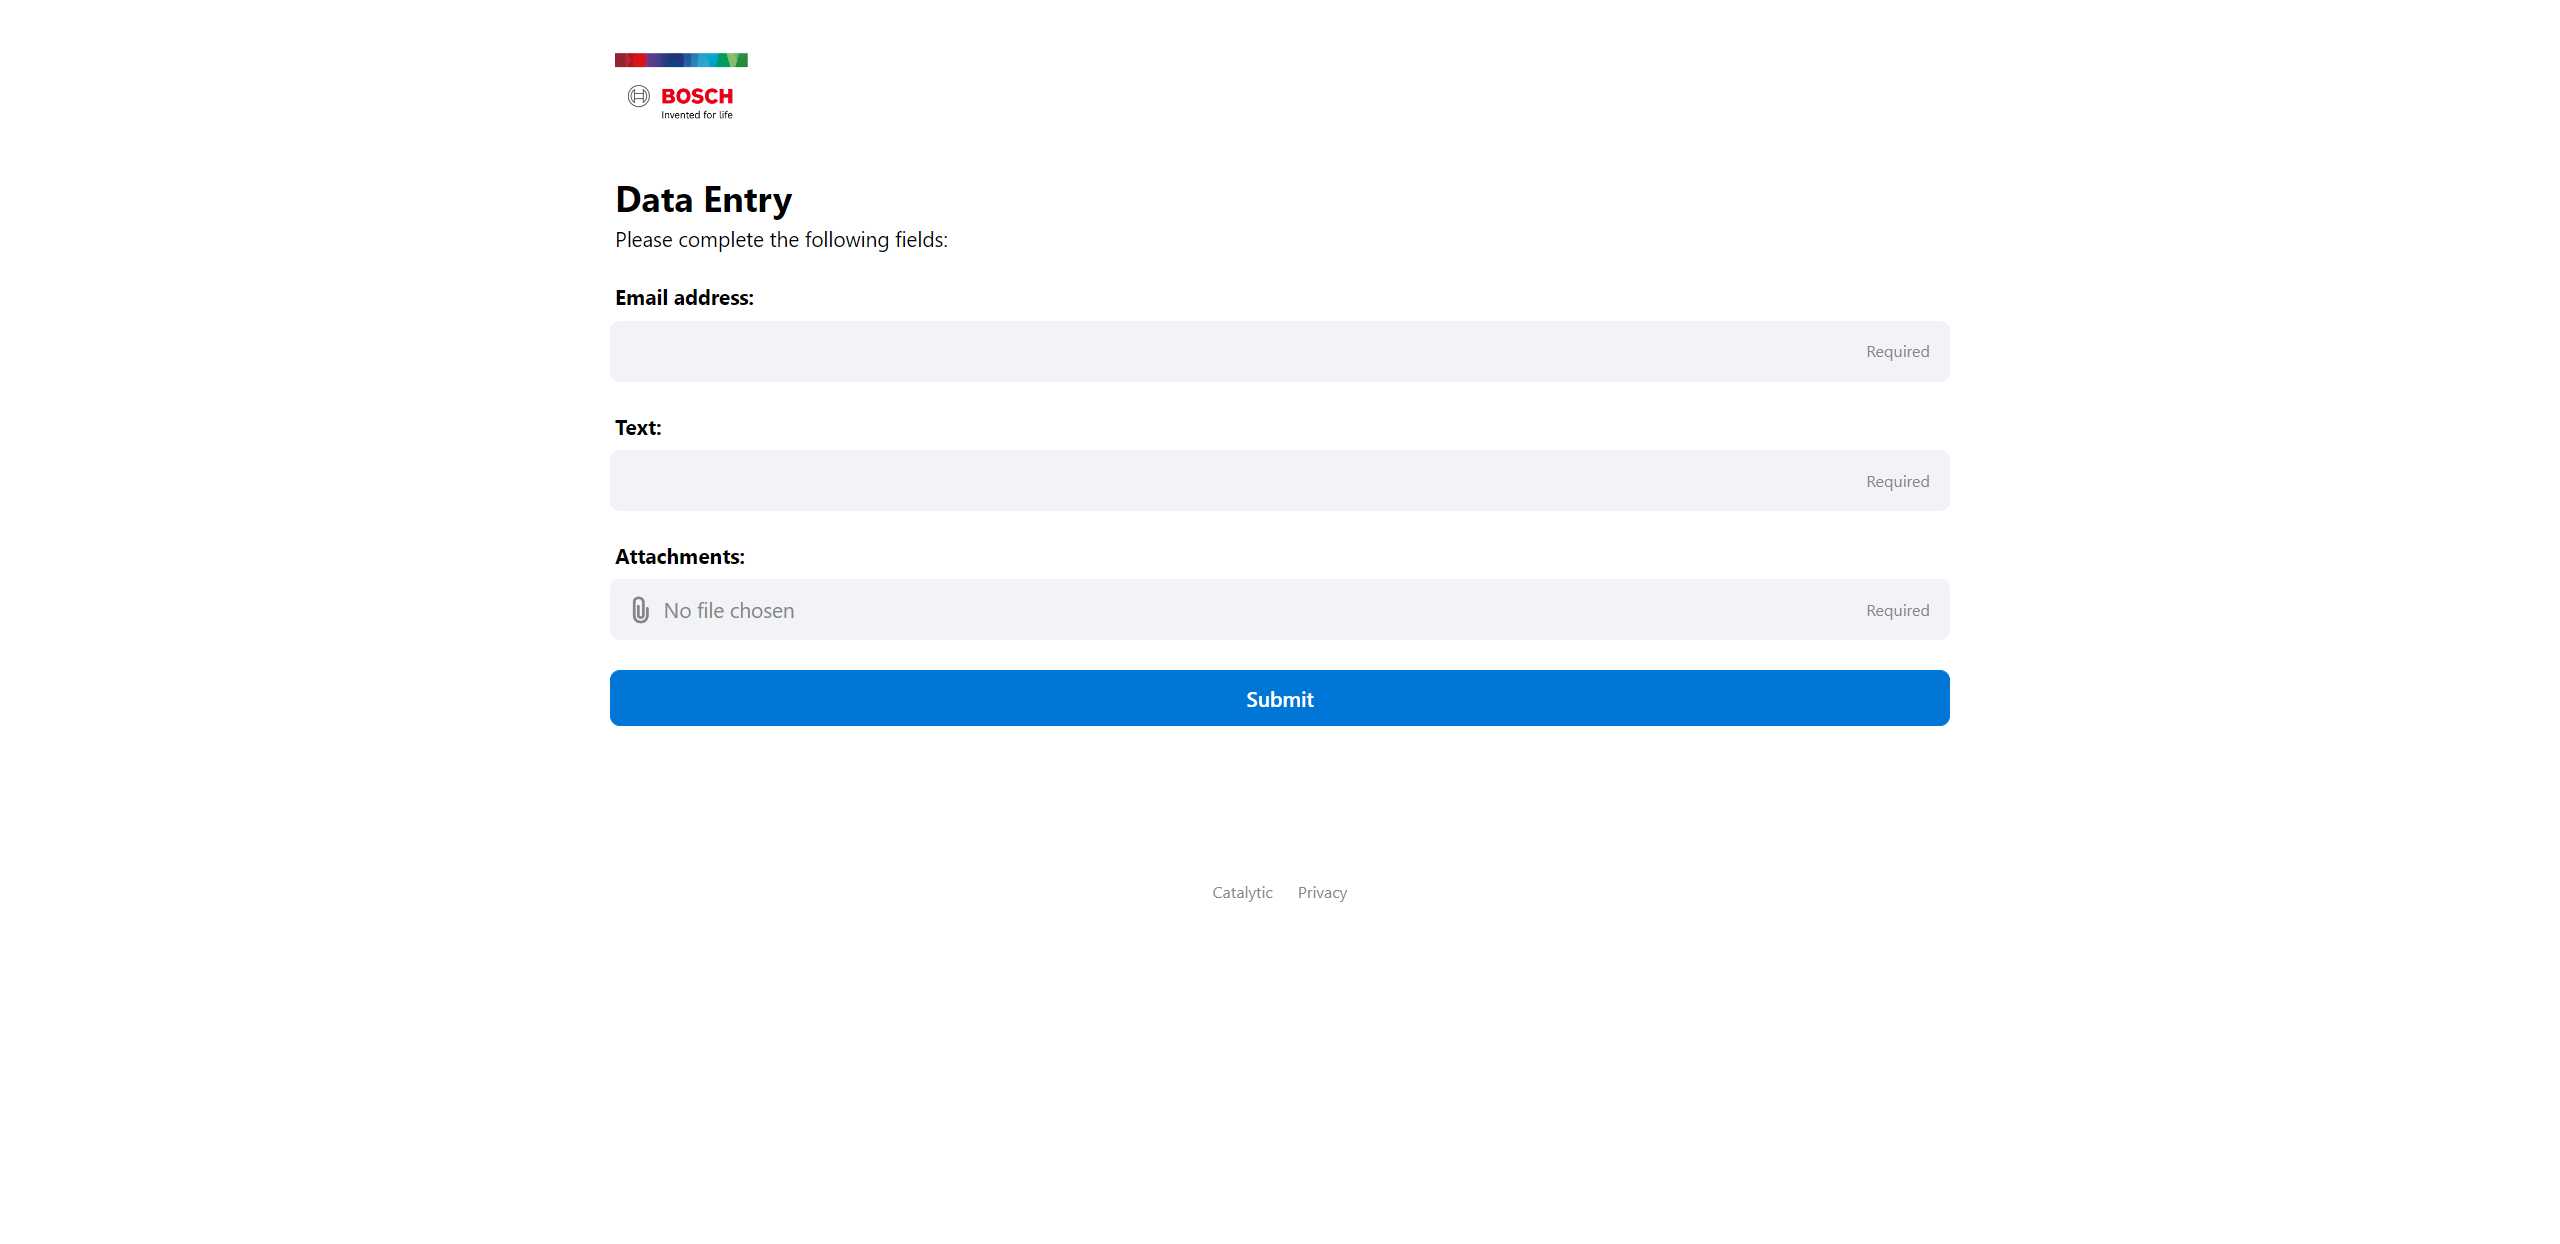 BOSCH
Invented for life
Data Entry
Please complete the following fields:
Email address:
Required
Text:
Required
Attachments:
No file chosen Required
Submit
Catalytic Privacy